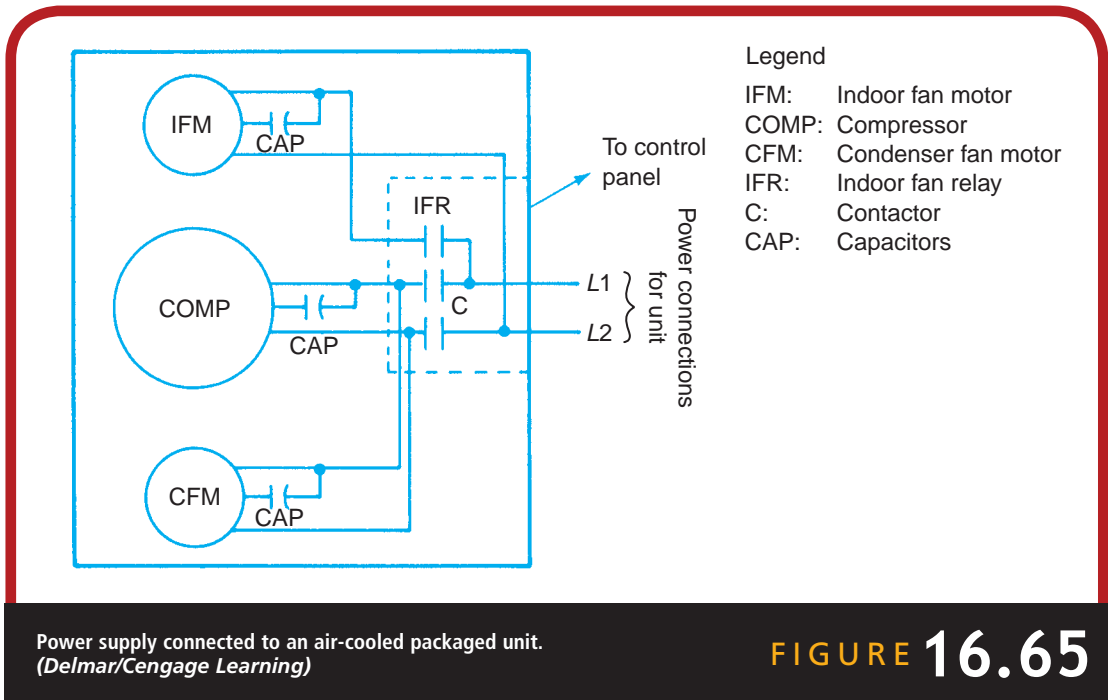 IFM
CAP
COMP
CAP
CFM
CAP
IFR
C
To control
panel
L1
L2
Power connections
for unit
Legend
IFM: Indoor fan motor
COMP: Compressor
CFM: Condenser fan motor
IFR: Indoor fan relay
C: Contactor
CAP: Capacitors
Power supply connected to an air-cooled packaged unit.
(Delmar/Cengage Learning)
FIGURE 16.65